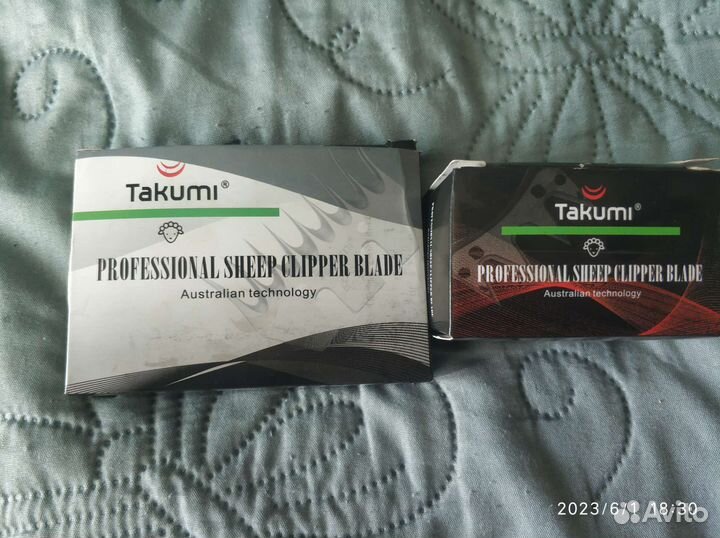 Takumi®
PROFESSIONAL SHEEP CLIPPER BLADE
Australian technology
Takumi®
PROFESSIONAL SHEEP CLIPPER BLADE
Australian technology
2023/6/1 18:30
Avito